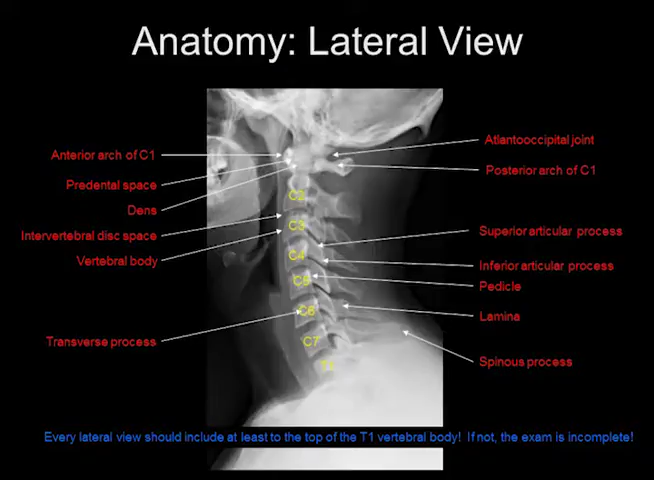 Anatomy: Lateral View
Atlantooccipital joint
Anterior arch of C1
Posterior arch of C1
Predental space
C2
Dens
C3
Superior articular process
Intervertebral disc space
C4
Vertebral body
Inferior articular process
C5
Pedicle
C6
Lamina
Transverse process
C7
Spinous process
T1
Every lateral view should include at least to the top of the T1 vertebral body! If not, the exam is incomplete!